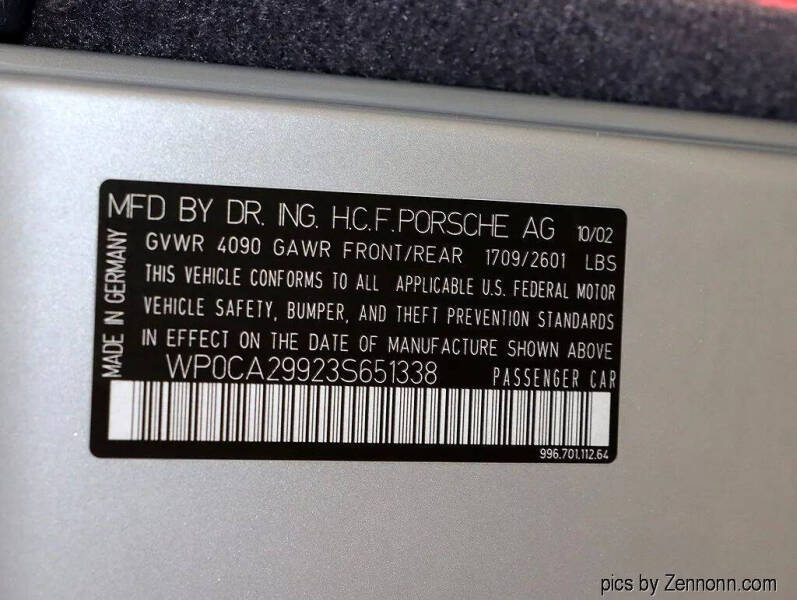 MFD BY DR. ING. H.C.F.PORSCHE AG 10/02
GVWR 4090 GAWR FRONT/REAR 1709/2601 LBS
THIS VEHICLE CONFORMS TO ALL APPLICABLE U.S. FEDERAL MOTOR
VEHICLE SAFETY, BUMPER, AND THEFT PREVENTION STANDARDS
IN EFFECT ON THE DATE OF MANUFACTURE SHOWN ABOVE
WP0CA29923S651338 PASSENGER CAR
MADE IN GERMANY
996.701.112.64
pics by Zennonn.com